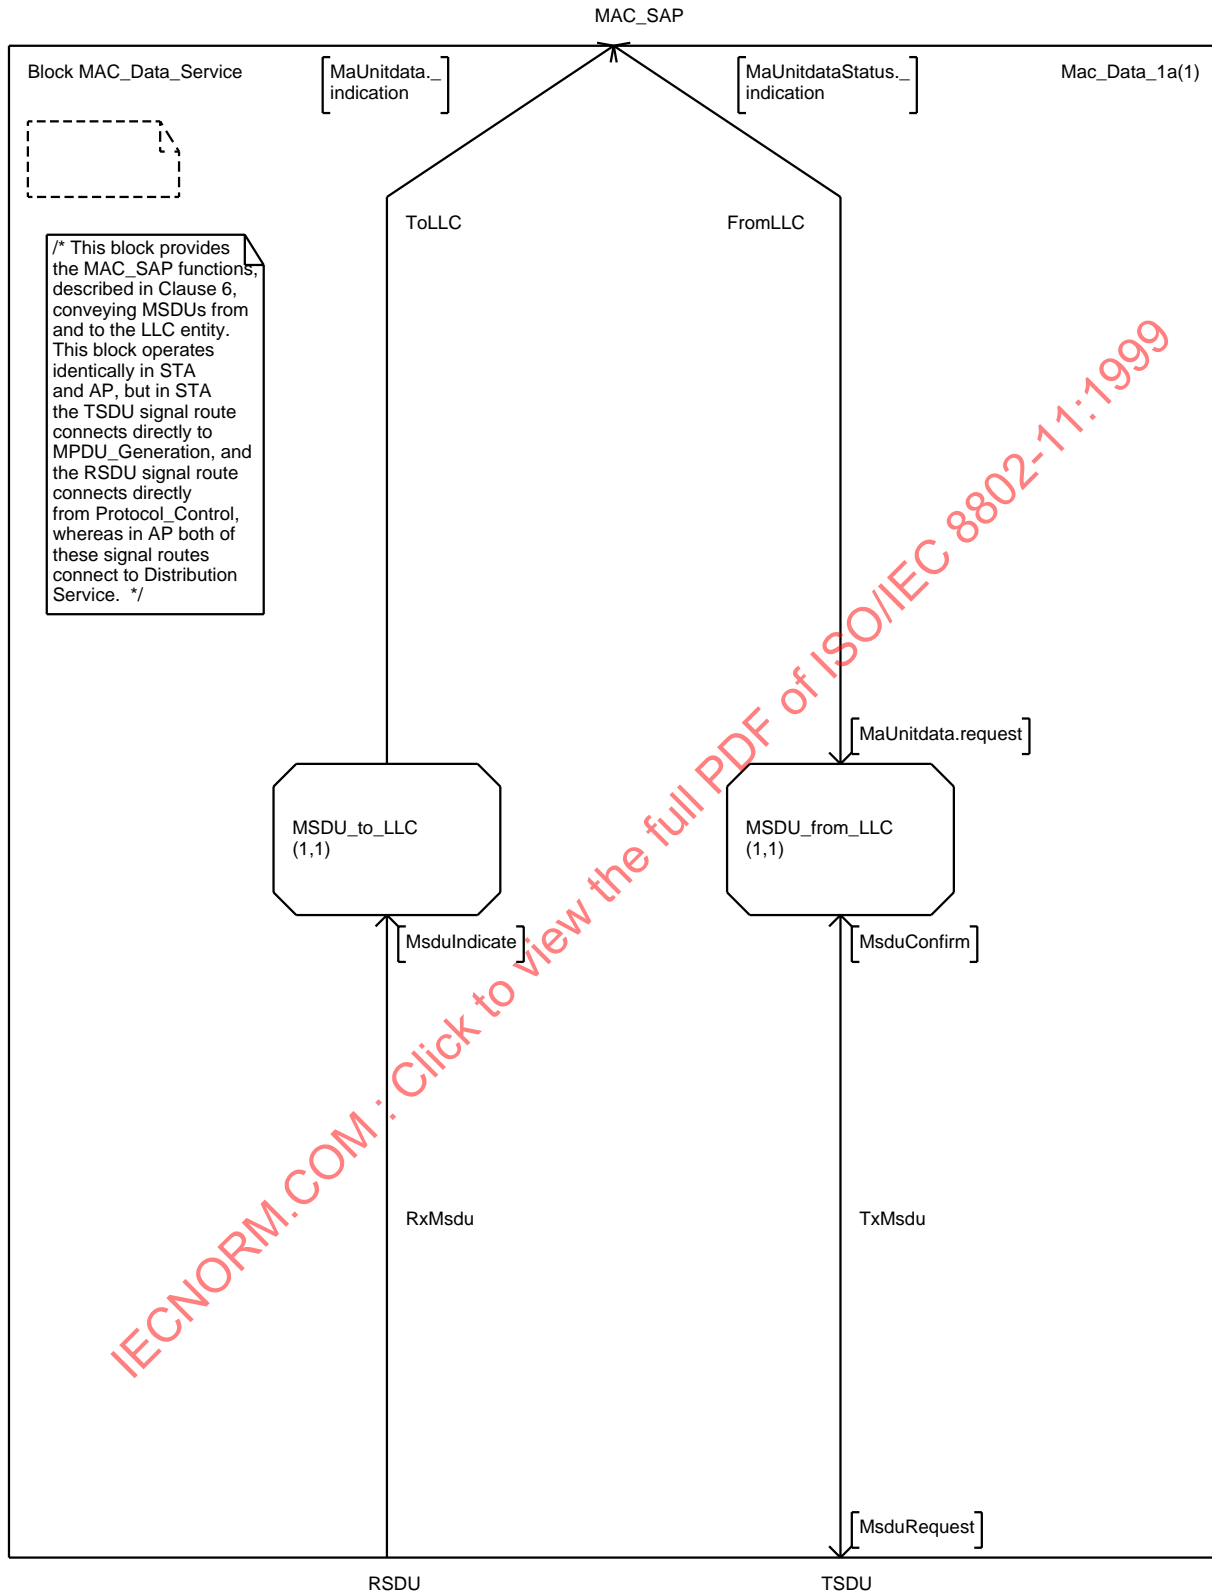 MAC_SAP
Block MAC_Data_Service
MaUnitdata._
indication
MaUnitdataStatus._
indication
Mac_Data_1a(1)
ToLLC
FromLLC
/* This block provides
the MAC_SAP functions,
described in Clause 6,
conveying MSDUs from
and to the LLC entity.
This block operates
identically in STA
and AP, but in STA
the TSDU signal route
connects directly to
MPDU_Generation, and
the RSDU signal route
connects directly
from Protocol_Control,
whereas in AP both of
these signal routes
connect to Distribution
Service.  */
MaUnitdata.request
MSDU_to_LLC
(1,1)
MSDU_from_LLC
(1,1)
MsduIndicate
MsduConfirm
RxMsdu
TxMsdu
MsduRequest
RSDU
TSDU
IECNORM.COM : Click to view the full PDF of ISO/IEC 8802-11:1999